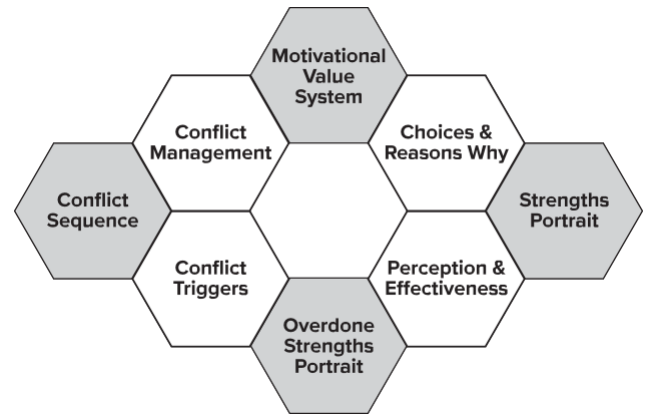 Motivational
Value
System
Conflict
Management
Choices &
Reasons Why
Conflict
Sequence
Strengths
Portrait
Conflict
Triggers
Perception &
Effectiveness
Overdone
Strengths
Portrait